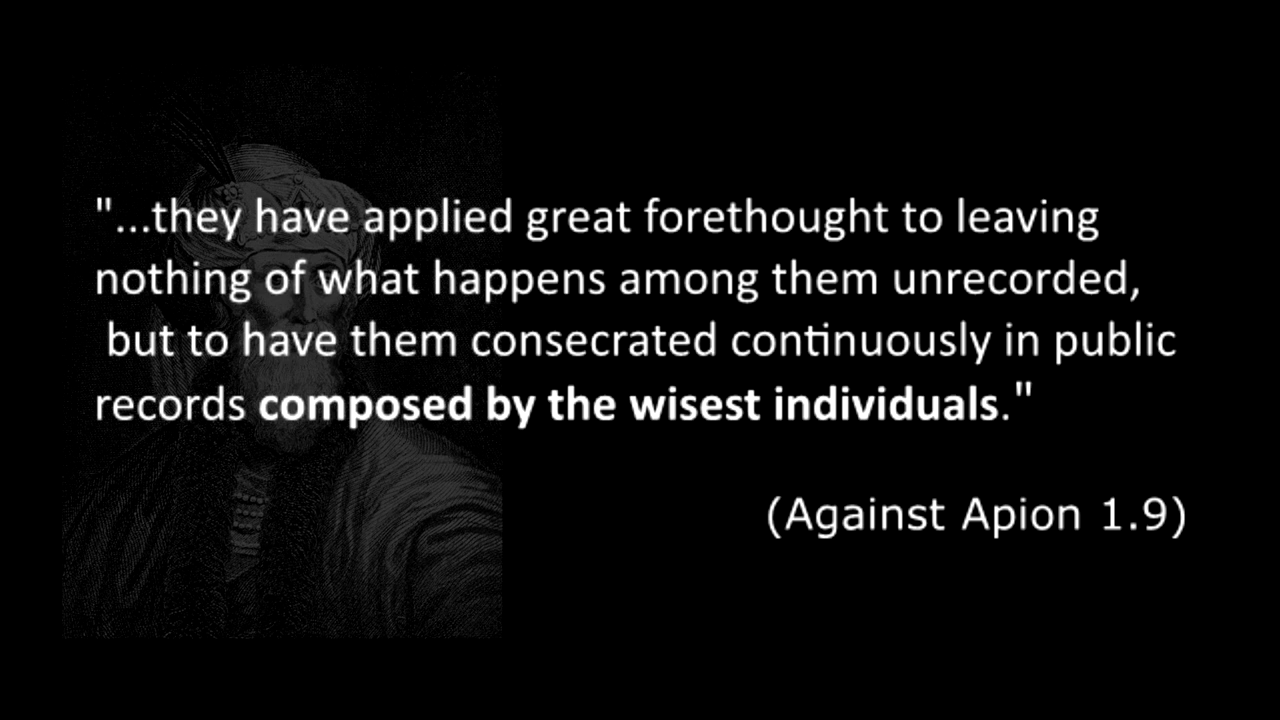 "...they have applied great forethought to leaving
nothing of what happens among them unrecorded,
but to have them consecrated continuously in public
records composed by the wisest individuals."
(Against Apion 1.9)